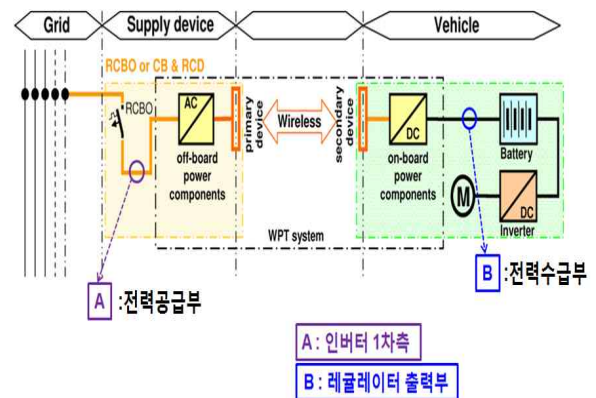 Grid
Supply device
Vehicle
RCBO or CB & RCD
RCBO
AC
off-board
power
components
primary
device
Wireless
secondary
device
DC
on-board
power
components
Battery
M
DC
Inverter
WPT system
A :전력공급부
B :전력수급부
A : 인버터 1차측
B : 레귤레이터 출력부